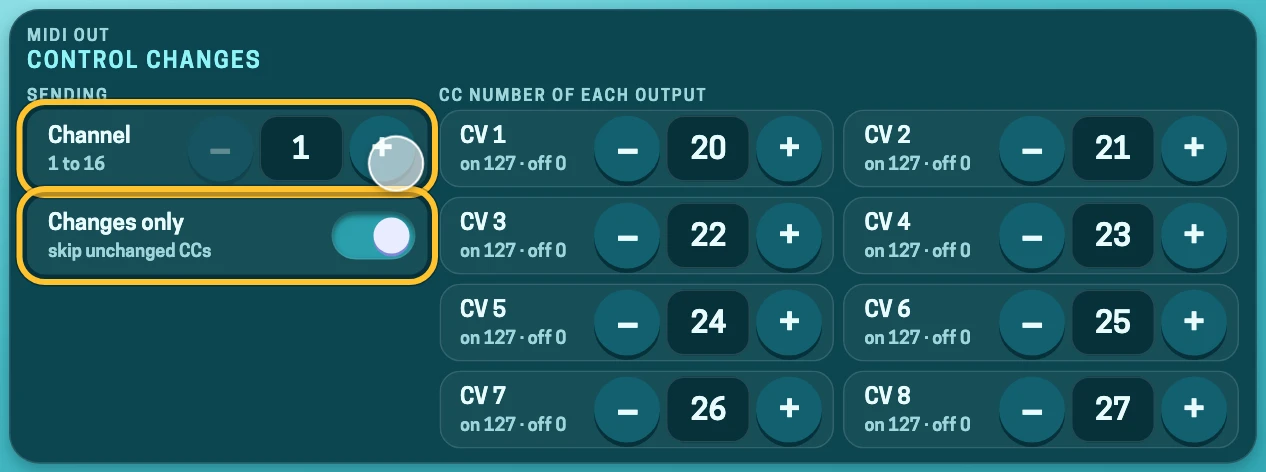 MIDI OUT
CONTROL CHANGES
SENDING
Channel
1 to 16
– 1 +
Changes only
skip unchanged CCs
CC NUMBER OF EACH OUTPUT
CV 1
on 127 · off 0
– 20 +
CV 2
on 127 · off 0
– 21 +
CV 3
on 127 · off 0
– 22 +
CV 4
on 127 · off 0
– 23 +
CV 5
on 127 · off 0
– 24 +
CV 6
on 127 · off 0
– 25 +
CV 7
on 127 · off 0
– 26 +
CV 8
on 127 · off 0
– 27 +